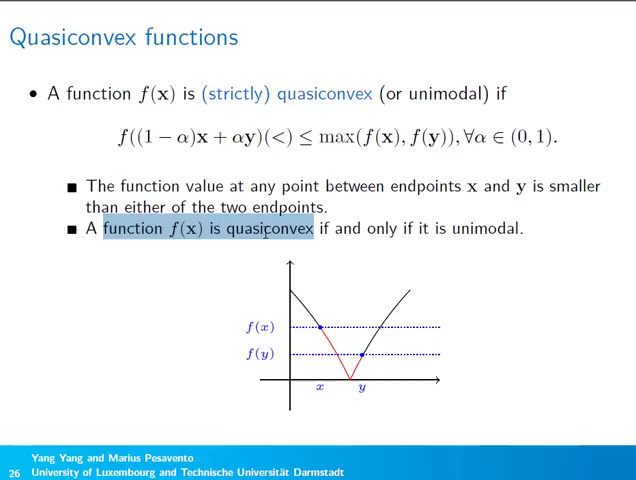 Quasiconvex functions
• A function f(x) is (strictly) quasiconvex (or unimodal) if
f((1 − α)x + αy)(<) ≤ max(f(x), f(y)), ∀α ∈ (0, 1).
■ The function value at any point between endpoints x and y is smaller
than either of the two endpoints.
■ A function f(x) is quasiconvex if and only if it is unimodal.
f(x)
f(y)
x y
Yang Yang and Marius Pesavento
26 University of Luxembourg and Technische Universität Darmstadt